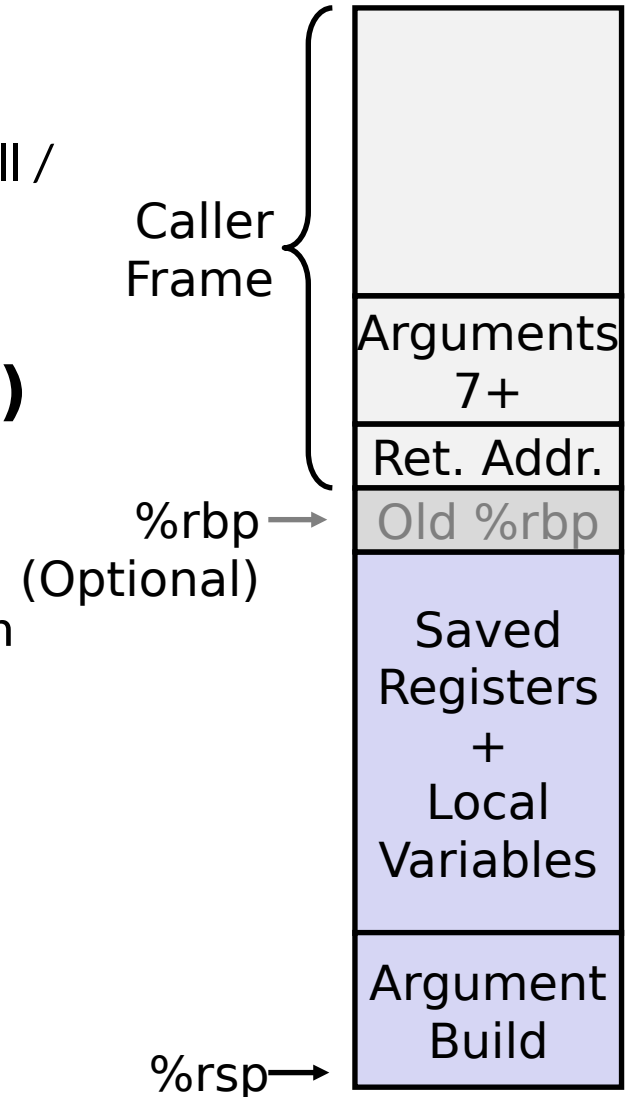 ll /
Caller
Frame
Arguments
7+
)
Ret. Addr.
%rbp
Old %rbp
(Optional)
n
Saved
Registers
+
Local
Variables
Argument
Build
%rsp